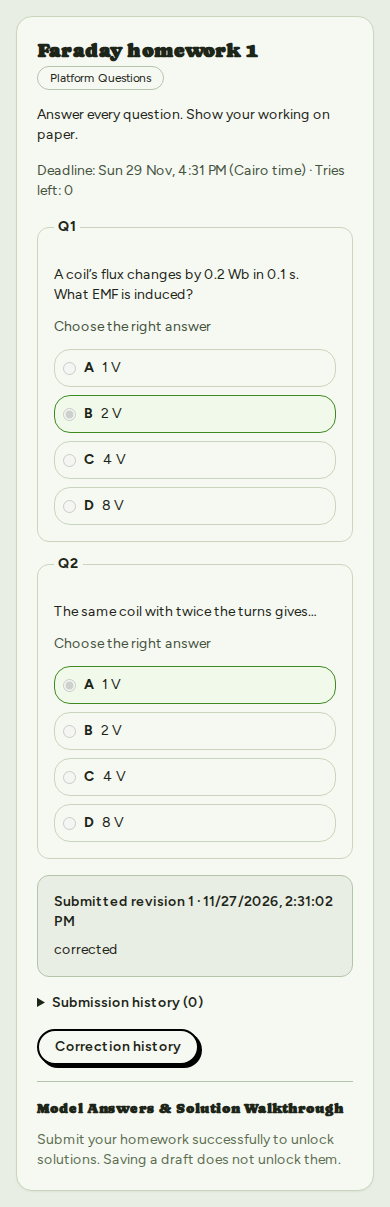 Faraday homework 1
Platform Questions
Answer every question. Show your working on
paper.
Deadline: Sun 29 Nov, 4:31 PM (Cairo time) · Tries
left: 0
Q1
A coil's flux changes by 0.2 Wb in 0.1 s.
What EMF is induced?
Choose the right answer
A 1 V
B 2 V
C 4 V
D 8 V
Q2
The same coil with twice the turns gives...
Choose the right answer
A 1 V
B 2 V
C 4 V
D 8 V
Submitted revision 1 · 11/27/2026, 2:31:02
PM
corrected
Submission history (0)
Correction history
Model Answers & Solution Walkthrough
Submit your homework successfully to unlock
solutions. Saving a draft does not unlock them.